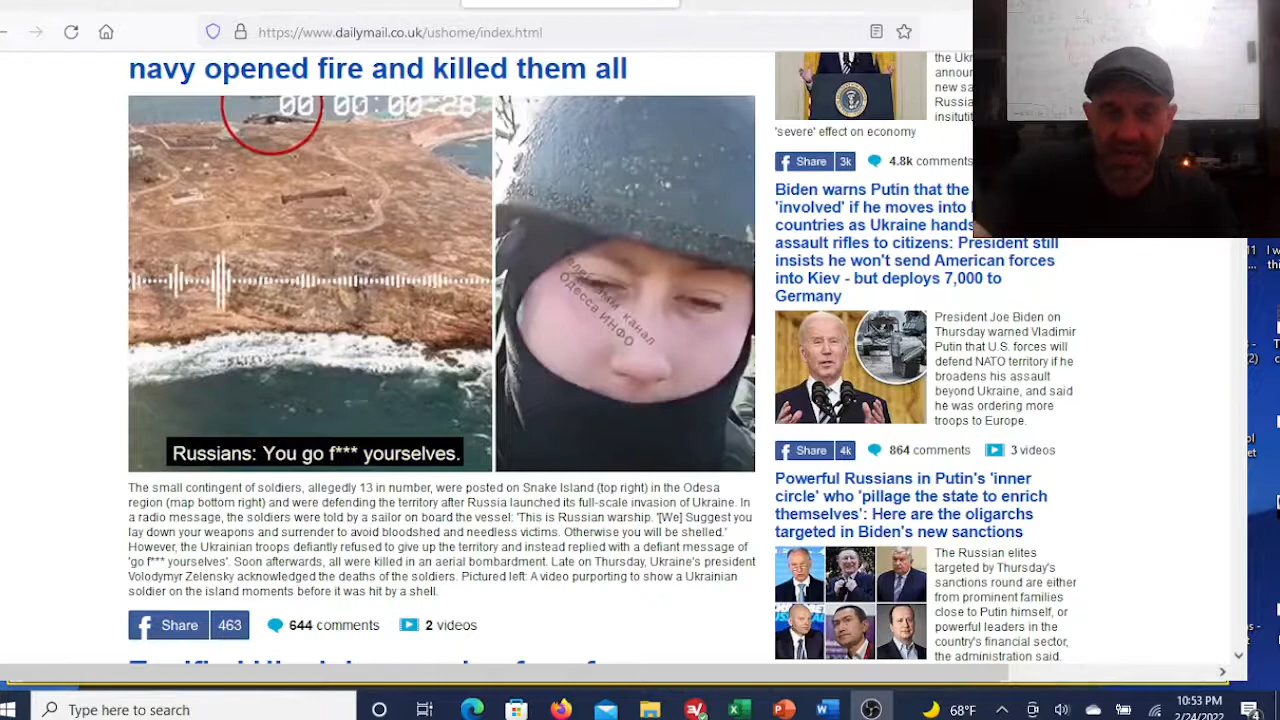 https://www.dailymail.co.uk/ushome/index.html
navy opened fire and killed them all
00 00:00:28
Телеграмм канал
Одесса ИНФО
Russians: You go f*** yourselves.
The small contingent of soldiers, allegedly 13 in number, were posted on Snake Island (top right) in the Odesa
region (map bottom right) and were defending the territory after Russia launched its full-scale invasion of Ukraine. In
a radio message, the soldiers were told by a sailor on board the vessel: 'This is Russian warship. '[We] Suggest you
lay down your weapons and surrender to avoid bloodshed and needless victims. Otherwise you will be shelled.'
However, the Ukrainian troops defiantly refused to give up the territory and instead replied with a defiant message of
'go f*** yourselves'. Soon afterwards, all were killed in an aerial bombardment. Late on Thursday, Ukraine's president
Volodymyr Zelensky acknowledged the deaths of the soldiers. Pictured left: A video purporting to show a Ukrainian
soldier on the island moments before it was hit by a shell.
Share 463 644 comments 2 videos
the Uk
annou
new sa
Russia
insitutio
'severe' effect on economy
Share 3k 4.8k comments
Biden warns Putin that the
'involved' if he moves into
countries as Ukraine hands
assault rifles to citizens: President still
insists he won't send American forces
into Kiev - but deploys 7,000 to
Germany
President Joe Biden on
Thursday warned Vladimir
Putin that U.S. forces will
defend NATO territory if he
broadens his assault
beyond Ukraine, and said
he was ordering more
troops to Europe.
Share 4k 864 comments 3 videos
Powerful Russians in Putin's 'inner
circle' who 'pillage the state to enrich
themselves': Here are the oligarchs
targeted in Biden's new sanctions
The Russian elites
targeted by Thursday's
sanctions round are either
from prominent families
close to Putin himself, or
powerful leaders in the
country's financial sector,
the administration said.
Type here to search
68°F
10:53 PM
2/24/2022
4